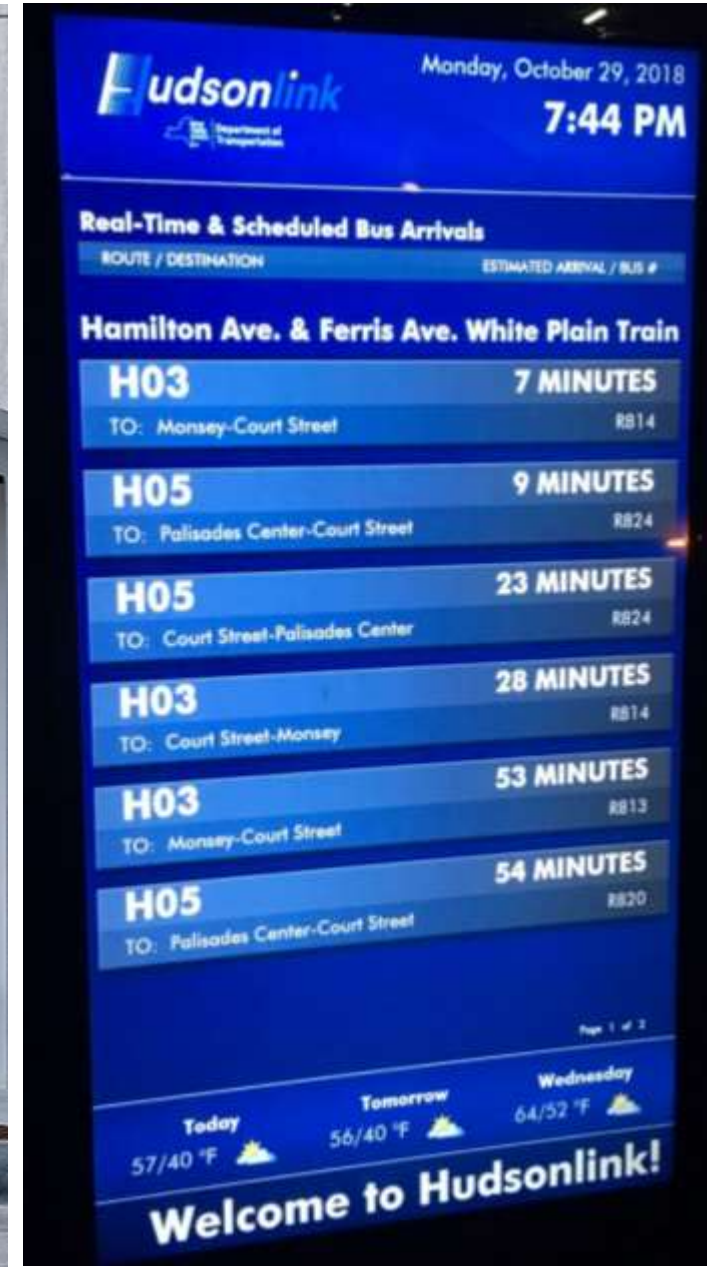 Hudsonlink
Department of
Transportation
Monday, October 29, 2018
7:44 PM
Real-Time & Scheduled Bus Arrivals
ROUTE / DESTINATION ESTIMATED ARRIVAL / BUS #
Hamilton Ave. & Ferris Ave. White Plain Train
H03 7 MINUTES
TO: Monsey-Court Street RB14
H05 9 MINUTES
TO: Palisades Center-Court Street RB24
H05 23 MINUTES
TO: Court Street-Palisades Center RB24
H03 28 MINUTES
TO: Court Street-Monsey RB14
H03 53 MINUTES
TO: Monsey-Court Street RB13
H05 54 MINUTES
TO: Palisades Center-Court Street RB20
Page 1 of 2
Today Tomorrow Wednesday
57/40 °F 56/40 °F 64/52 °F
Welcome to Hudsonlink!